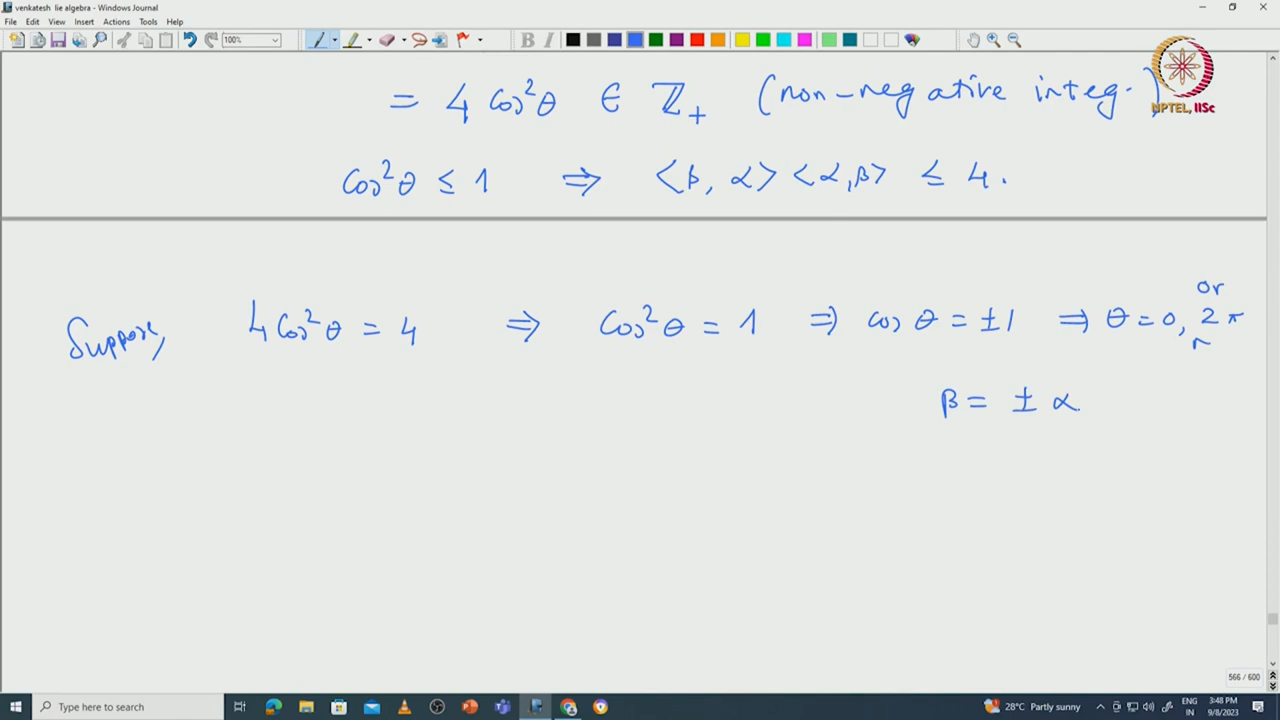 venkatesh lie algebra - Windows Journal
File Edit View Insert Actions Tools Help
100%
B I
NPTEL, IISc
= 4 cos²θ ∈ ℤ₊ (non-negative integ.)
cos²θ ≤ 1 ⇒ <β, α> <α, β> ≤ 4.
or
Suppose, 4 cos²θ = 4 ⇒ cos²θ = 1 ⇒ cos θ = ±1 ⇒ θ = 0, 2π
β = ± α
566 / 600
Type here to search
28°C Partly sunny
ENG
IN
3:48 PM
9/8/2023